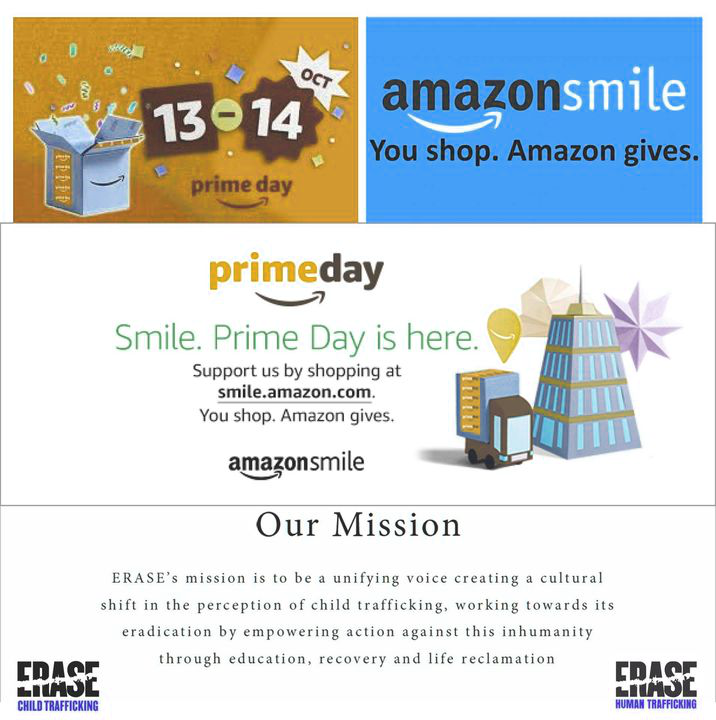 OCT
13-14
prime day
amazonsmile
You shop. Amazon gives.
primeday
Smile. Prime Day is here.
Support us by shopping at
smile.amazon.com.
You shop. Amazon gives.
amazonsmile
Our Mission
ERASE’s mission is to be a unifying voice creating a cultural
shift in the perception of child trafficking, working towards its
eradication by empowering action against this inhumanity
through education, recovery and life reclamation
ERASE
CHILD TRAFFICKING
ERASE
HUMAN TRAFFICKING